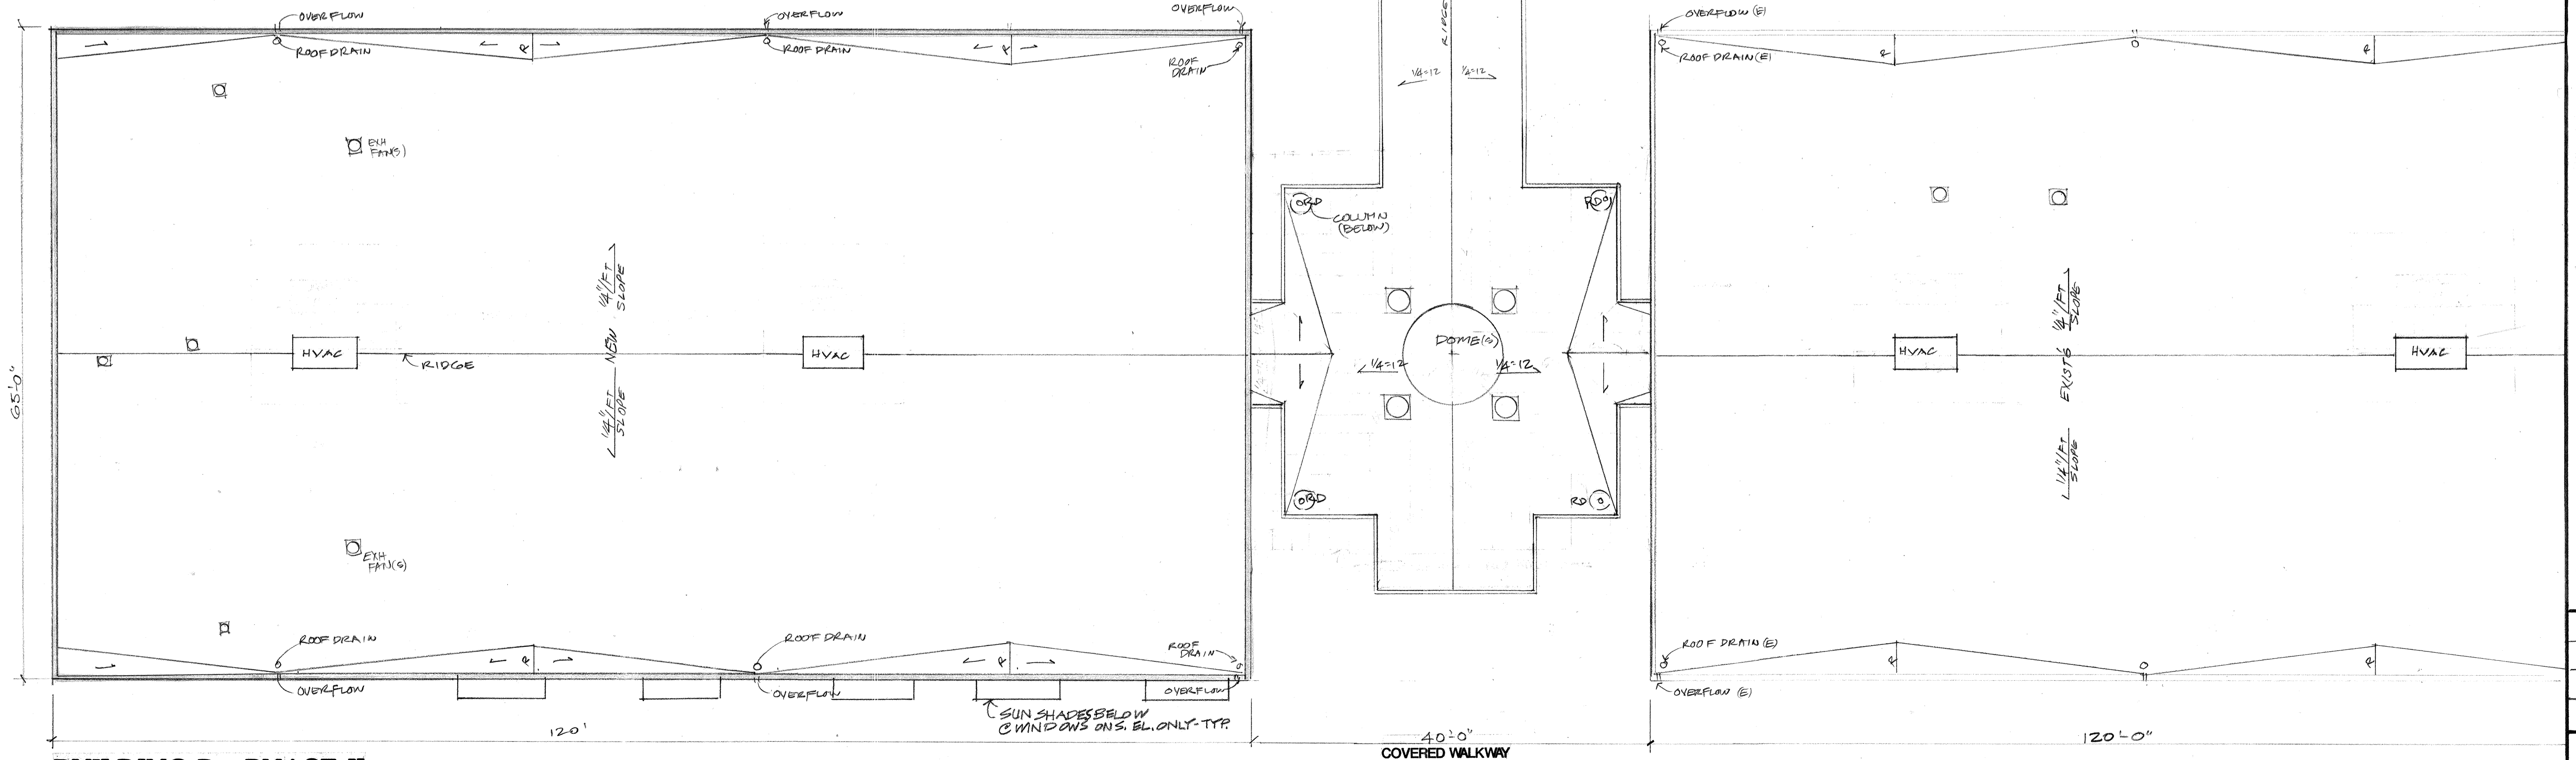 OVERFLOW
OVERFLOW
OVERFLOW
OVERFLOW (E)
ROOF DRAIN
ROOF DRAIN
ROOF
DRAIN
RIDGE
ROOF DRAIN (E)
1/4=12
1/4=12
EXH
FAN(S)
RD
COLUMN
(BELOW)
RD
1/4"/FT
SLOPE
NEW
1/4"/FT
SLOPE
HVAC
RIDGE
HVAC
DOME(S)
1/4=12
1/4=12
1/4"/FT
SLOPE
EXIST'G
1/4"/FT
SLOPE
HVAC
HVAC
65'-0"
RD
RD
EXH
FAN(S)
ROOF DRAIN
ROOF DRAIN
ROOF
DRAIN
ROOF DRAIN (E)
OVERFLOW
OVERFLOW
OVERFLOW
OVERFLOW (E)
SUN SHADES BELOW
@ WINDOWS ON S. EL. ONLY-TYP.
120'
40'-0"
120'-0"
COVERED WALKWAY